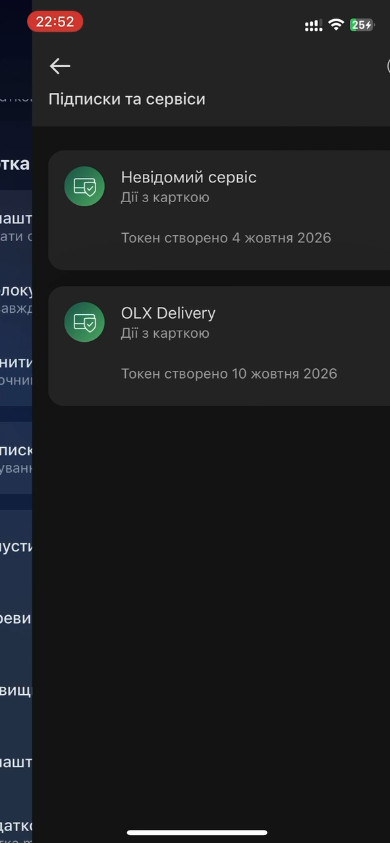 22:52
25
Підписки та сервіси
Невідомий сервіс
Дії з карткою
Токен створено 4 жовтня 2026
OLX Delivery
Дії з карткою
Токен створено 10 жовтня 2026